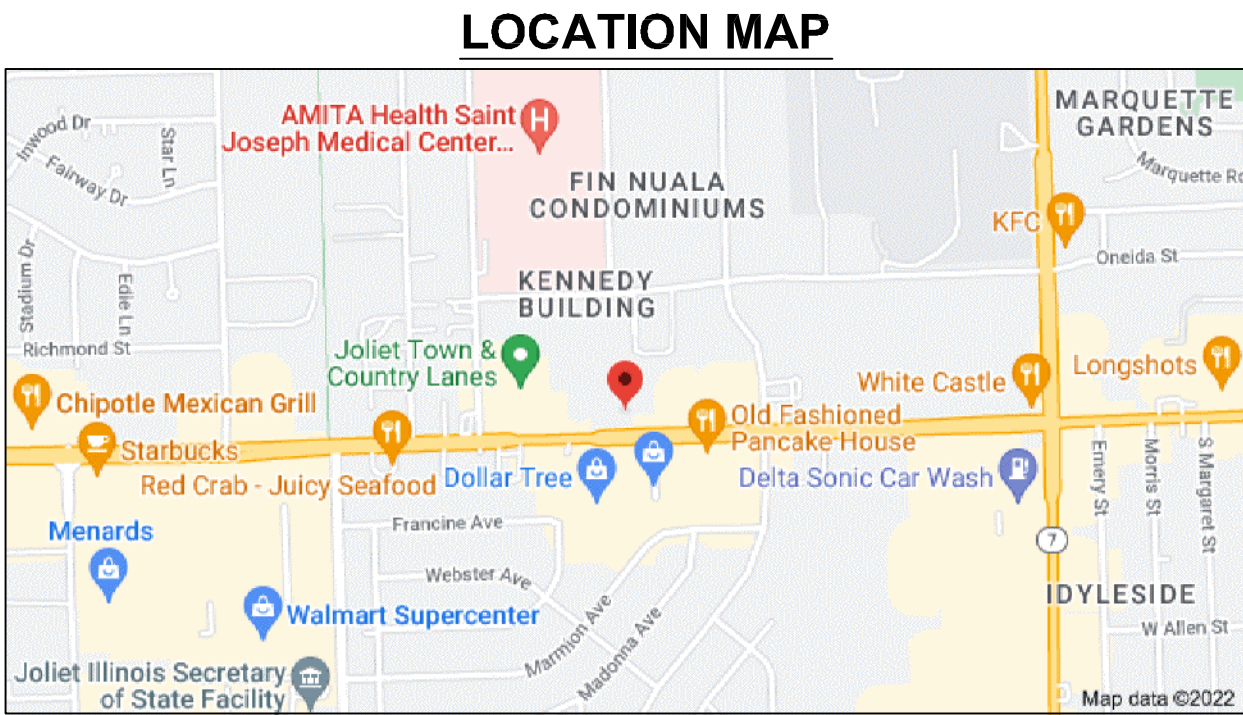 LOCATION MAP
AMITA Health Saint
Joseph Medical Center...
MARQUETTE
GARDENS
Inwood Dr
Star Ln
Fairway Dr
Marquette Rd
FIN NUALA
CONDOMINIUMS
KFC
Stadium Dr
Edie Ln
Oneida St
KENNEDY
BUILDING
Richmond St
Joliet Town &
Country Lanes
White Castle
Longshots
Chipotle Mexican Grill
Old Fashioned
Pancake House
Starbucks
Red Crab - Juicy Seafood
Dollar Tree
Delta Sonic Car Wash
Emery St
Morris St
S Margaret St
Francine Ave
Menards
7
Webster Ave
IDYLESIDE
Walmart Supercenter
Marmion Ave
Madonna Ave
W Allen St
Joliet Illinois Secretary
of State Facility
Map data ©2022